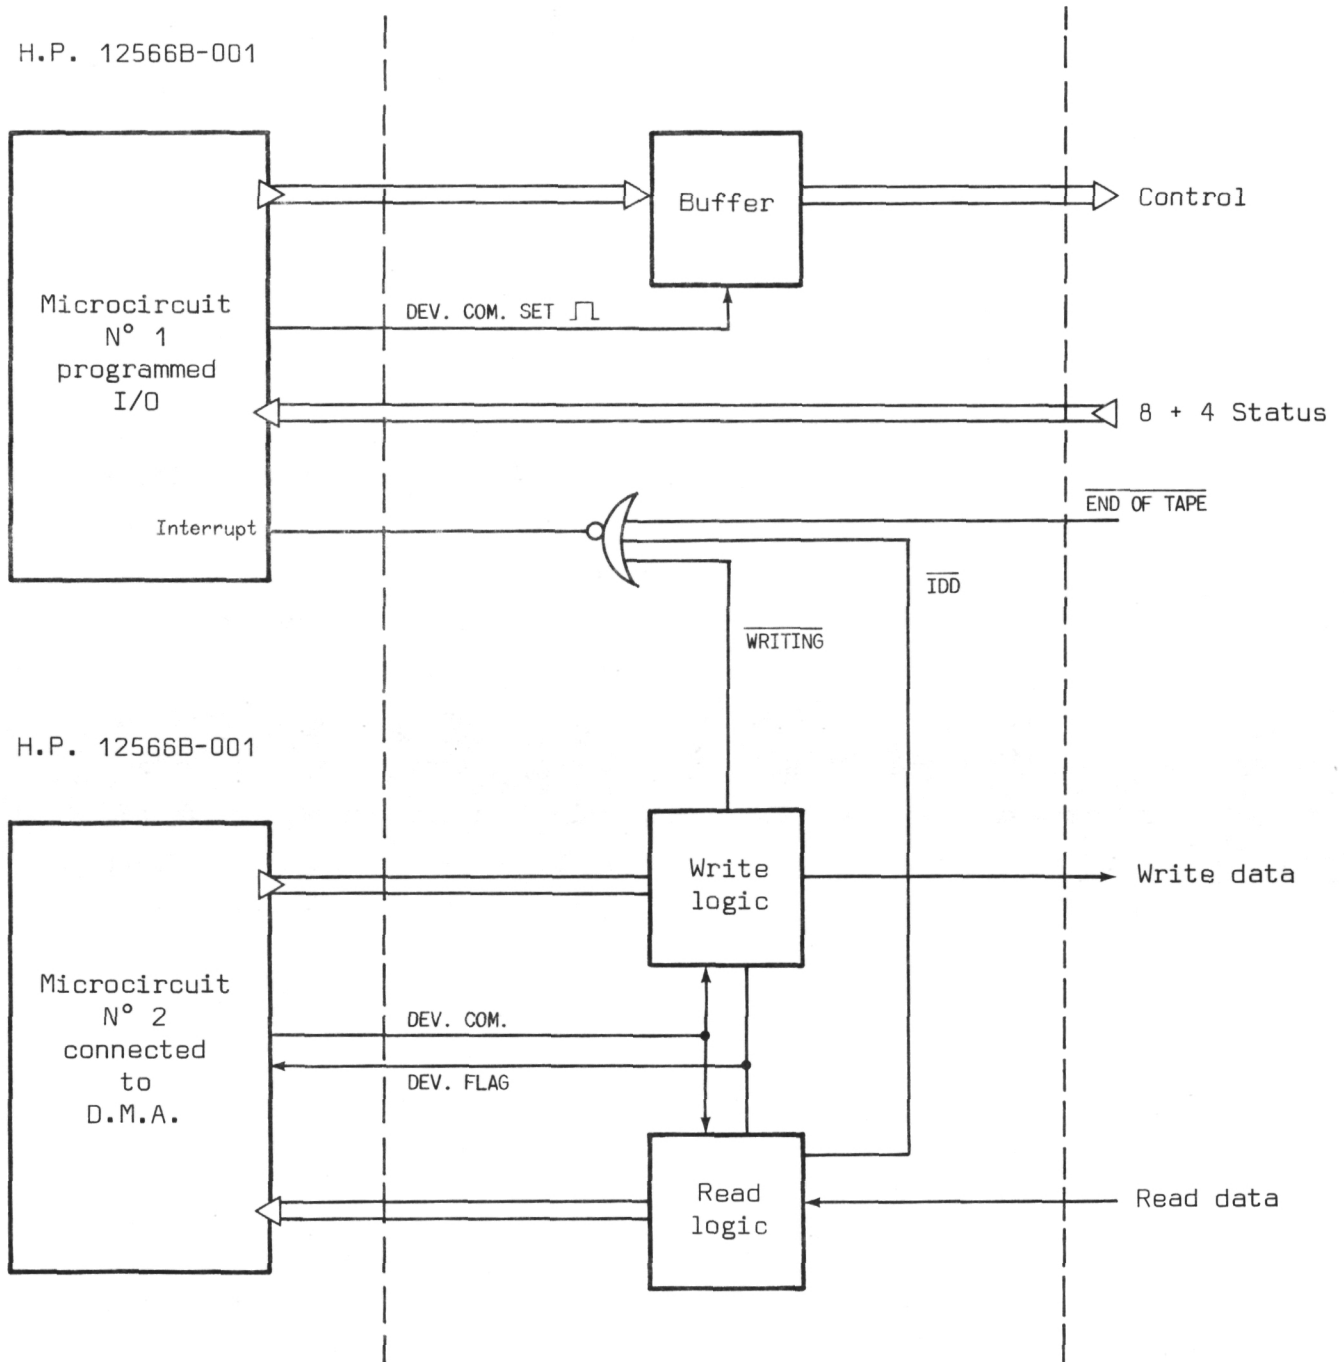 H.P. 12566B-001
Buffer
Control
Microcircuit
N° 1
programmed
I/O
DEV. COM. SET
8 + 4 Status
END OF TAPE
Interrupt
IDD
WRITING
H.P. 12566B-001
Write
logic
Write data
Microcircuit
N° 2
connected
to
D.M.A.
DEV. COM.
DEV. FLAG
Read
logic
Read data